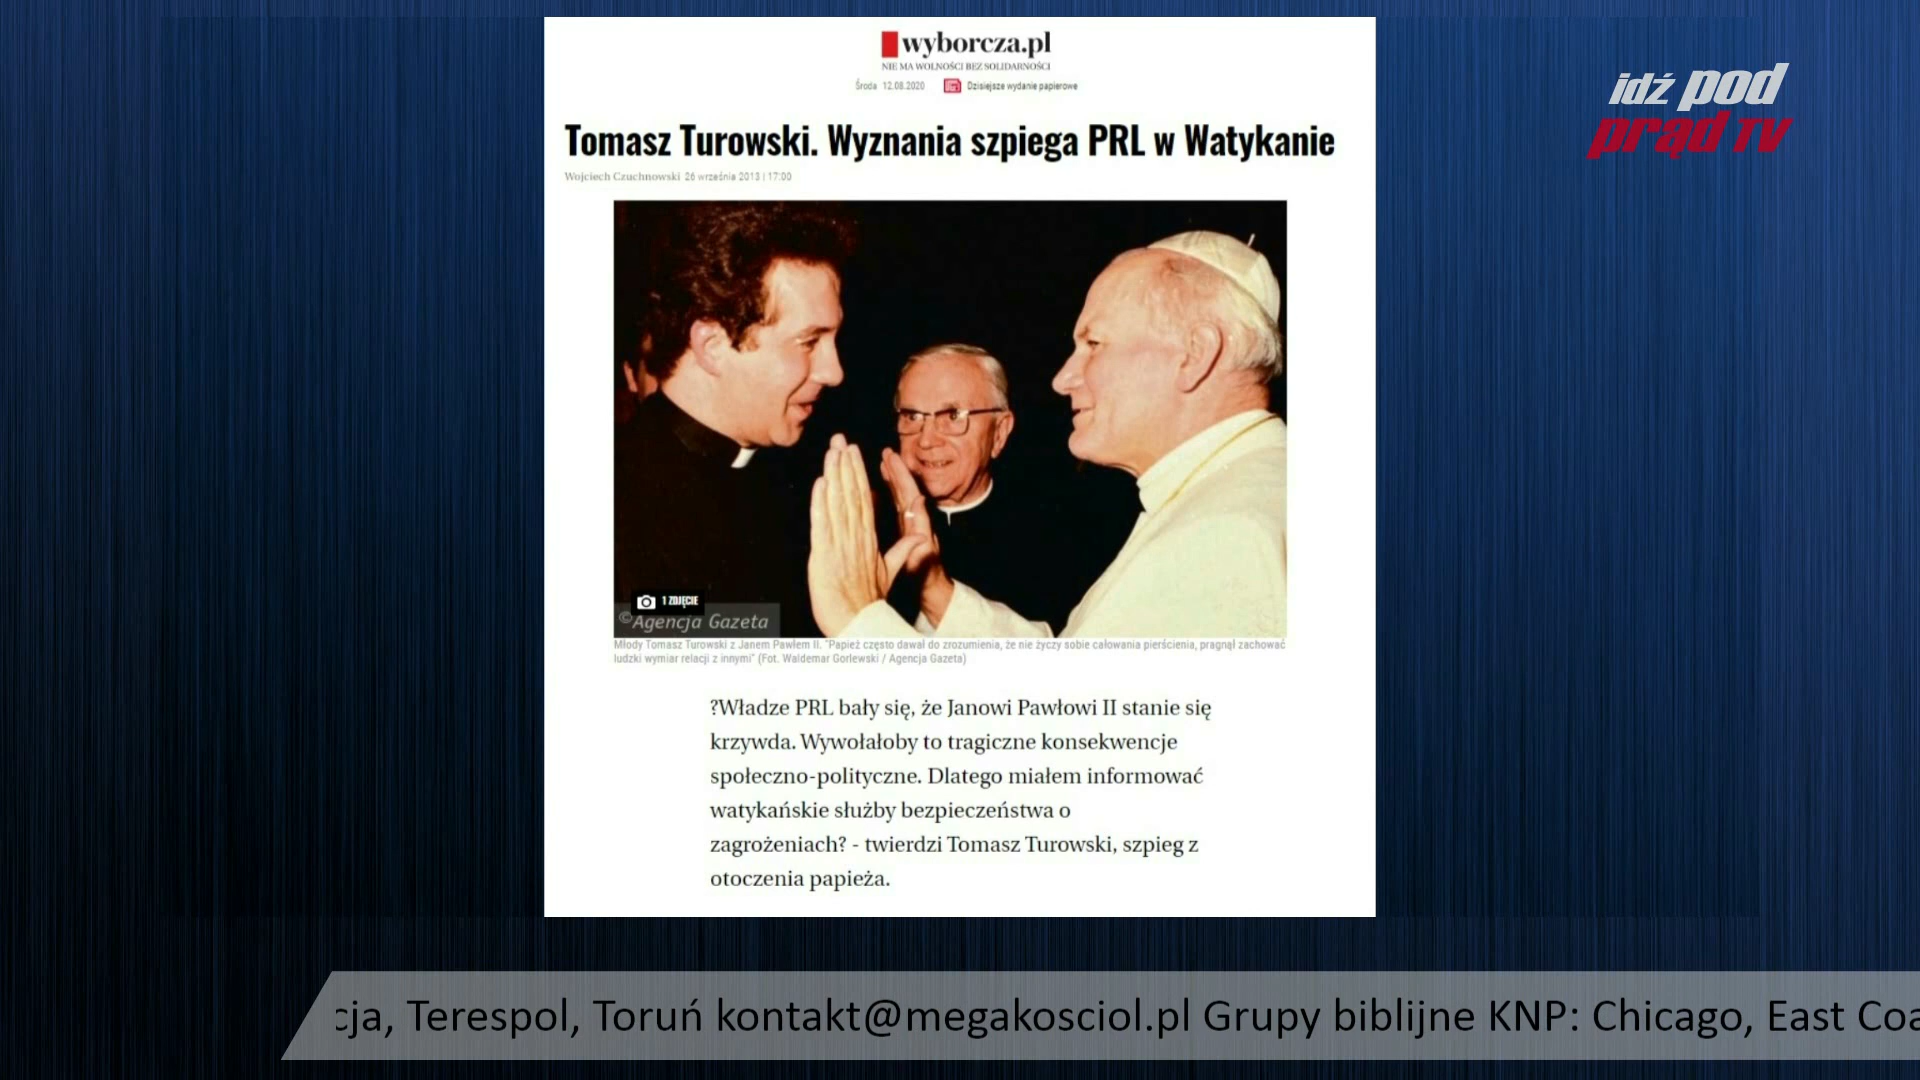 wyborcza.pl
NIE MA WOLNOŚCI BEZ SOLIDARNOŚCI
Środa 12.08.2020 Dzisiejsze wydanie papierowe
idź pod
prąd TV
Tomasz Turowski. Wyznania szpiega PRL w Watykanie
Wojciech Czuchnowski 26 września 2013 | 17:00
1 ZDJĘCIE
©Agencja Gazeta
Młody Tomasz Turowski z Janem Pawłem II. "Papież często dawał do zrozumienia, że nie życzy sobie całowania pierścienia, pragnął zachować
ludzki wymiar relacji z innymi" (Fot. Waldemar Gorlewski / Agencja Gazeta)
?Władze PRL bały się, że Janowi Pawłowi II stanie się
krzywda. Wywołałoby to tragiczne konsekwencje
społeczno-polityczne. Dlatego miałem informować
watykańskie służby bezpieczeństwa o
zagrożeniach? - twierdzi Tomasz Turowski, szpieg z
otoczenia papieża.
cja, Terespol, Toruń kontakt@megakosciol.pl Grupy biblijne KNP: Chicago, East Coa